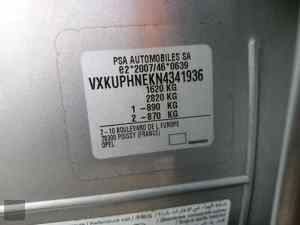 PSA AUTOMOBILES SA
e2*2007/46*0639
VXKUPHNEKN4341936
1620 KG
2820 KG
1 -890 KG
2 -870 KG
2-10 BOULEVARD DE L EUROPE
78300 POISSY (FRANCE)
OPEL